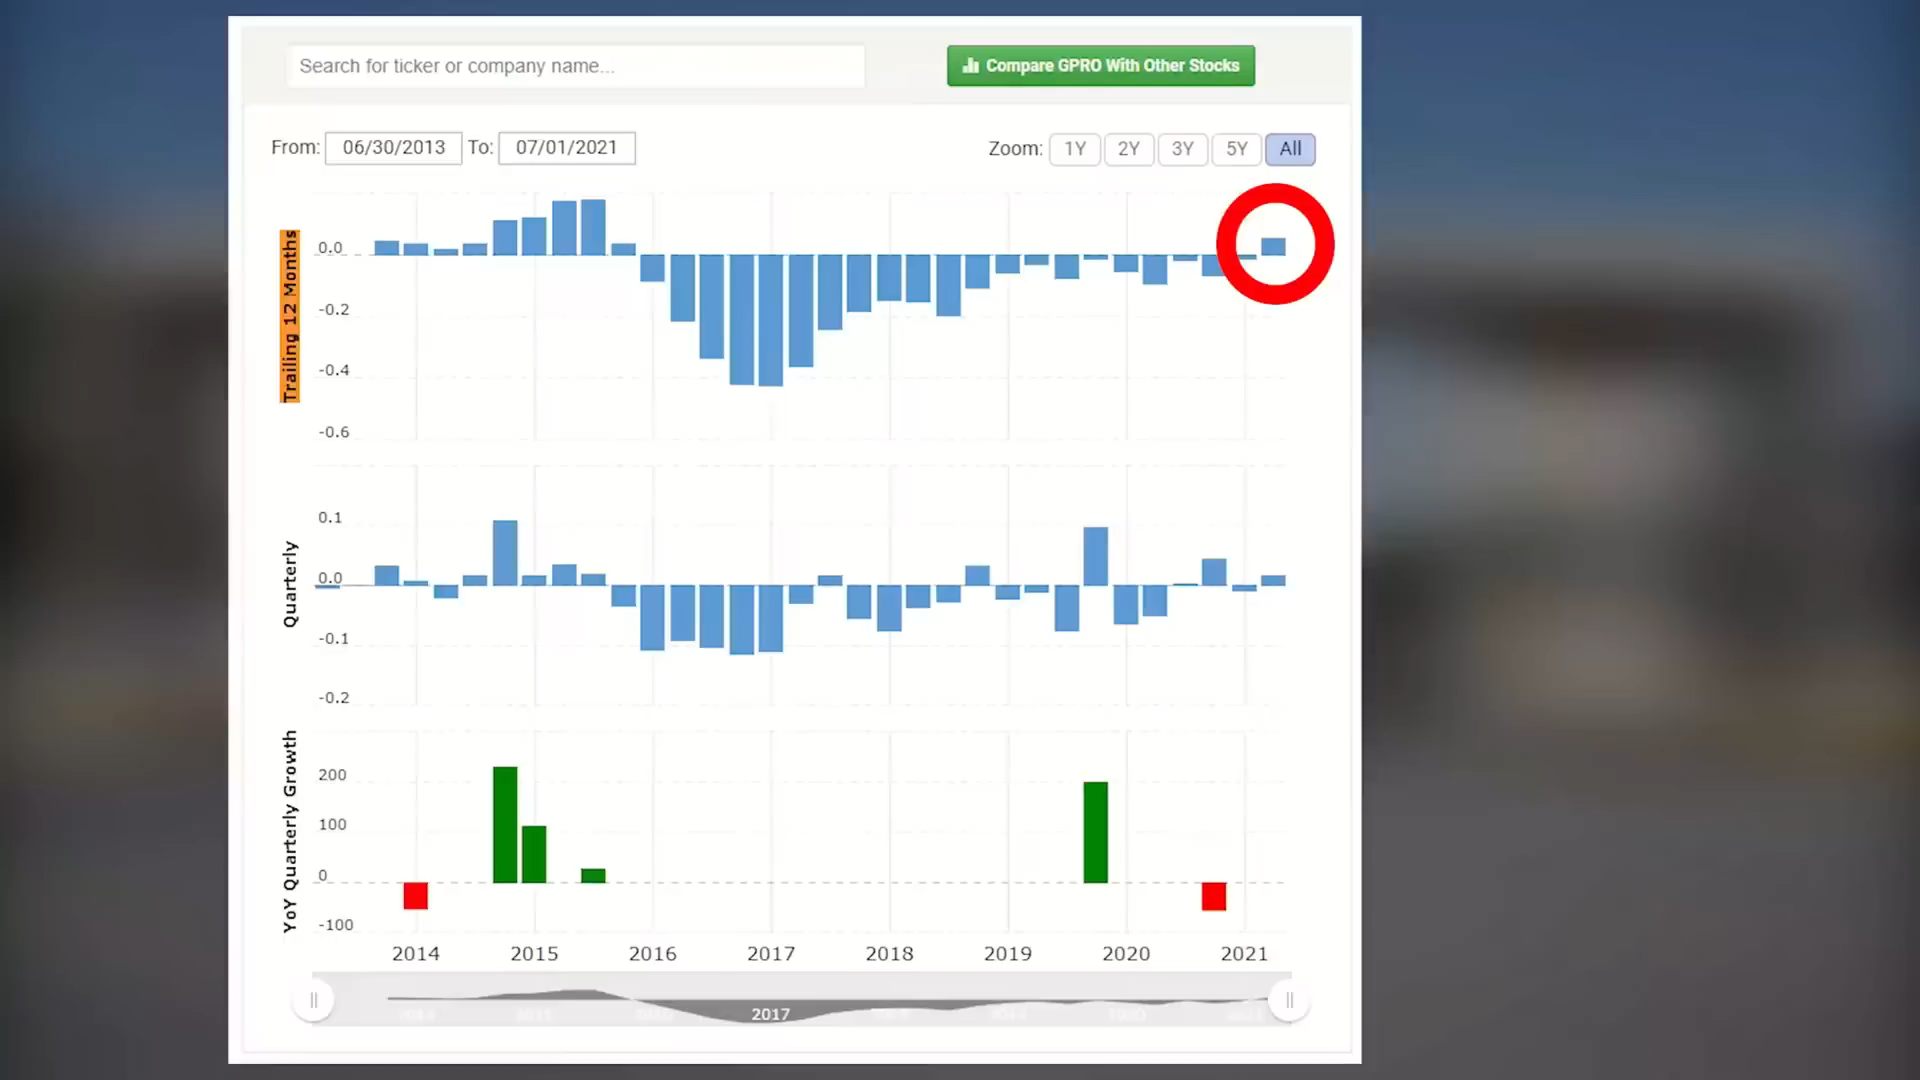 Search for ticker or company name...
Compare GPRO With Other Stocks
From: 06/30/2013 To: 07/01/2021
Zoom: 1Y 2Y 3Y 5Y All
Trailing 12 Months
0.0
-0.2
-0.4
-0.6
Quarterly
0.1
0.0
-0.1
-0.2
YoY Quarterly Growth
200
100
0
-100
2014 2015 2016 2017 2018 2019 2020 2021
2017